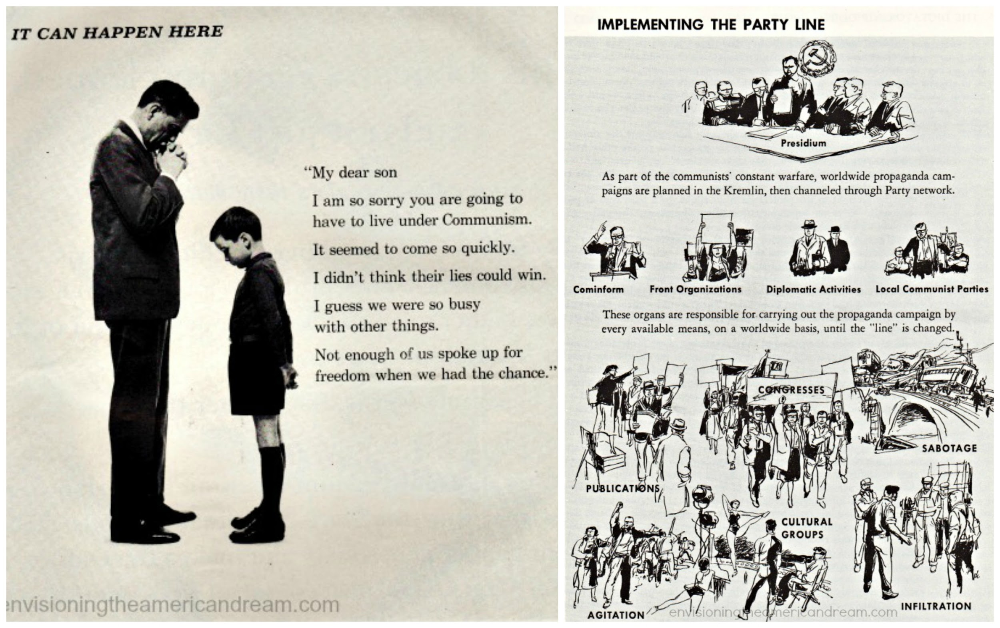 IT CAN HAPPEN HERE
“My dear son
I am so sorry you are going to
have to live under Communism.
It seemed to come so quickly.
I didn’t think their lies could win.
I guess we were so busy
with other things.
Not enough of us spoke up for
freedom when we had the chance.”
envisioningtheamericandream.com
IMPLEMENTING THE PARTY LINE
Presidium
As part of the communists’ constant warfare, worldwide propaganda cam-
paigns are planned in the Kremlin, then channeled through Party network.
Cominform
Front Organizations
Diplomatic Activities
Local Communist Parties
These organs are responsible for carrying out the propaganda campaign by
every available means, on a worldwide basis, until the "line" is changed.
CONGRESSES
SABOTAGE
PUBLICATIONS
CULTURAL
GROUPS
INFILTRATION
AGITATION
envisioningtheamericandream.com